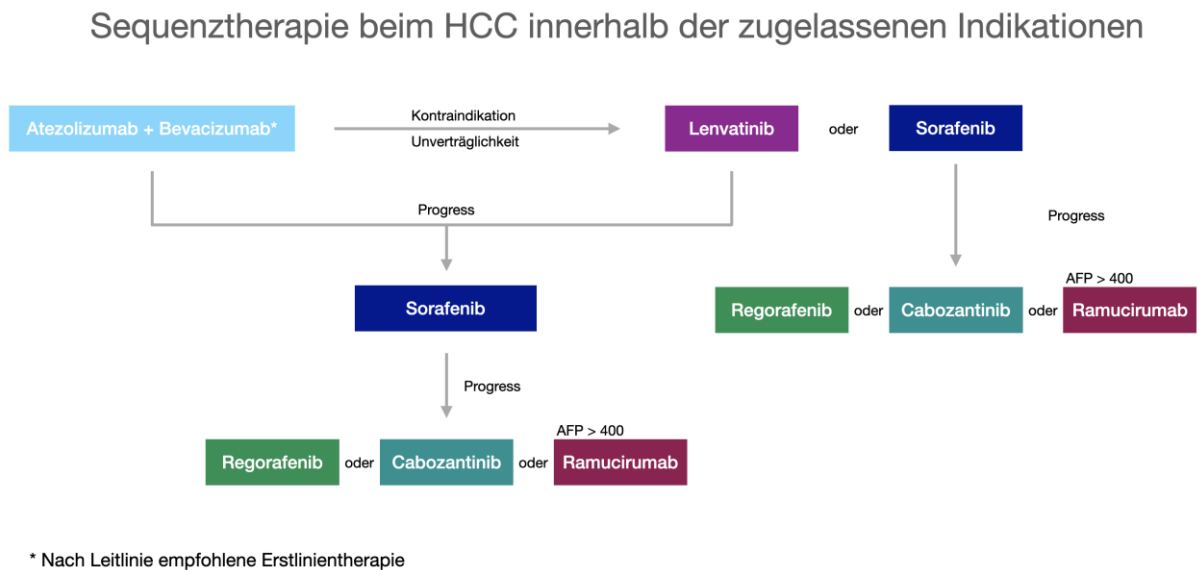 Sequenztherapie beim HCC innerhalb der zugelassenen Indikationen
Atezolizumab + Bevacizumab*
Kontraindikation
Unverträglichkeit
Lenvatinib
oder
Sorafenib
Progress
Progress
Sorafenib
AFP > 400
Regorafenib oder Cabozantinib oder Ramucirumab
Progress
AFP > 400
Regorafenib oder Cabozantinib oder Ramucirumab
* Nach Leitlinie empfohlene Erstlinientherapie